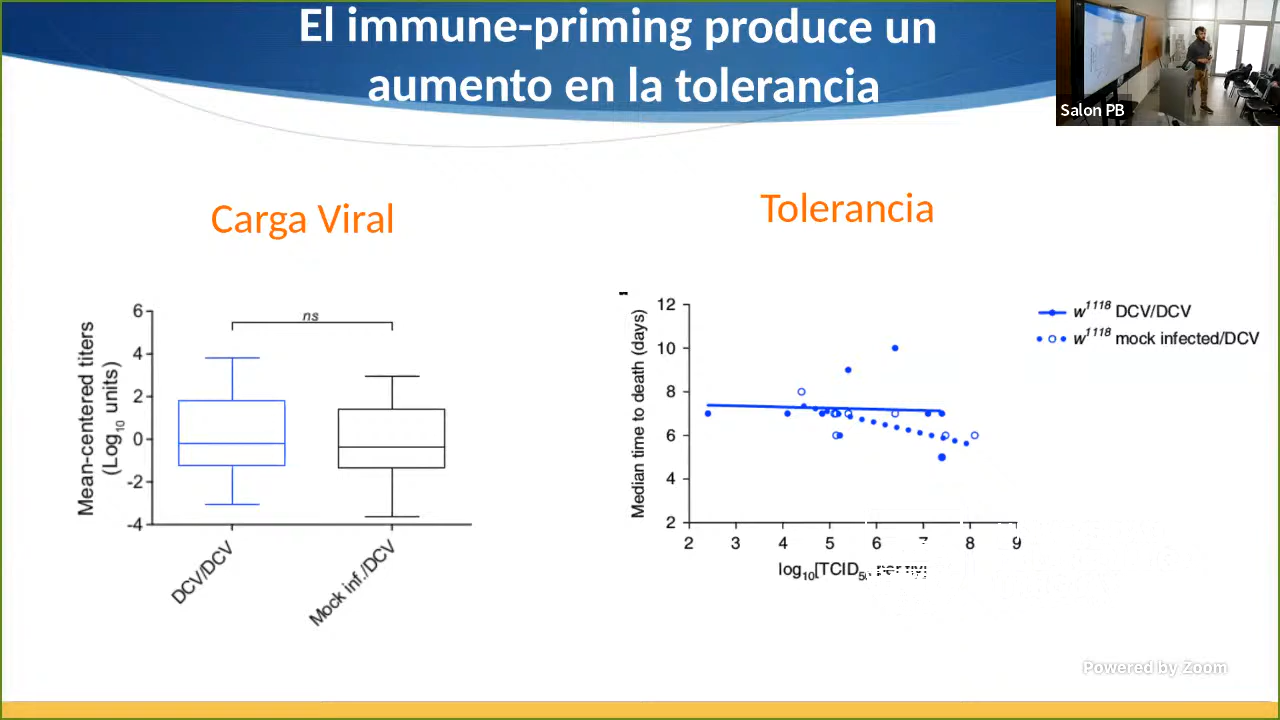 El immune-priming produce un
aumento en la tolerancia
Salon PB
Carga Viral
Tolerancia
Mean-centered titers
(Log10 units)
6
4
2
0
-2
-4
ns
DCV/DCV
Mock inf./DCV
Median time to death (days)
12
10
8
6
4
2
2 3 4 5 6 7 8 9
log10[TCID50
w1118 DCV/DCV
w1118 mock infected/DCV
Powered by Zoom